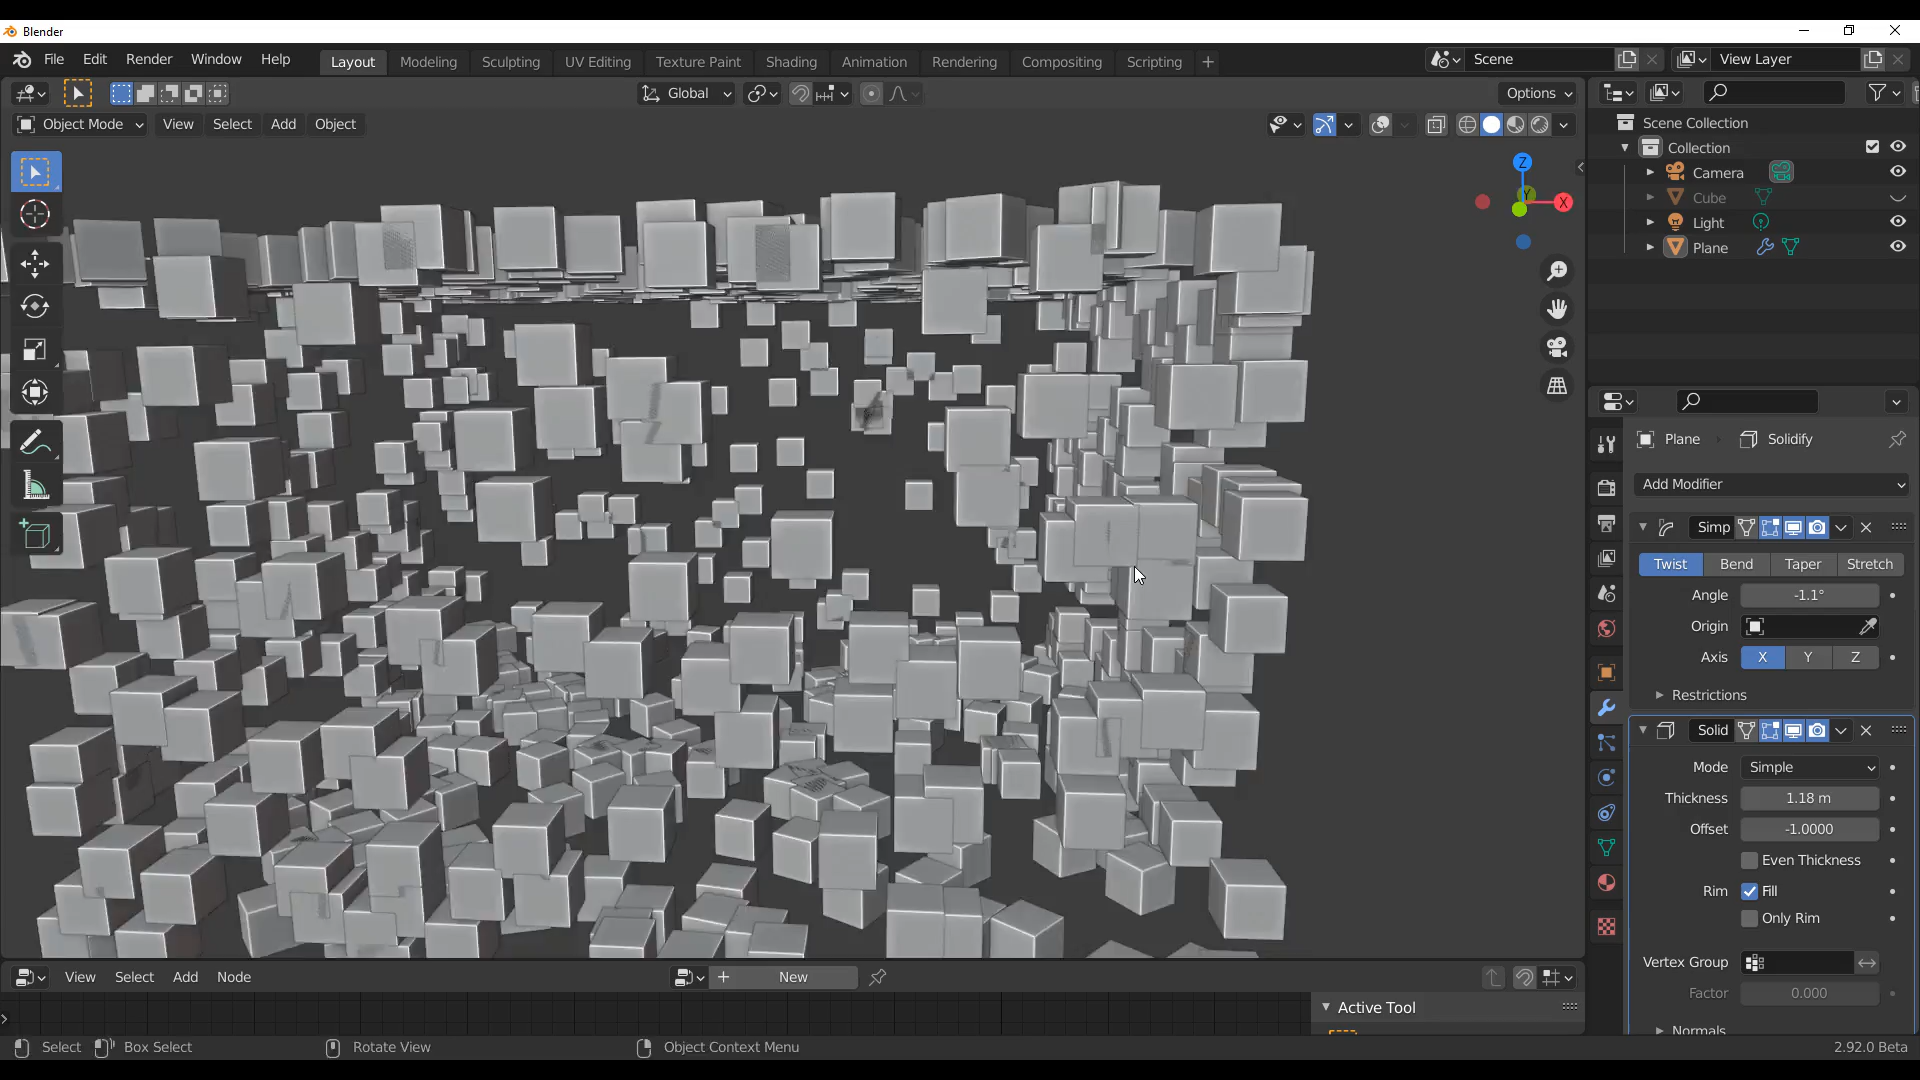 Blender
File Edit Render Window Help Layout Modeling Sculpting UV Editing Texture Paint Shading Animation Rendering Compositing Scripting + Scene View Layer
Global Options
Object Mode View Select Add Object
Z
Y
X
Scene Collection
Collection
Camera
Cube
Light
Plane
Plane Solidify
Add Modifier
Simp
Twist Bend Taper Stretch
Angle -1.1°
Origin
Axis X Y Z
Restrictions
Solid
Mode Simple
Thickness 1.18 m
Offset -1.0000
Even Thickness
Rim Fill
Only Rim
Vertex Group
Factor 0.000
Normals
View Select Add Node + New
Active Tool
Select Box Select Rotate View Object Context Menu 2.92.0 Beta